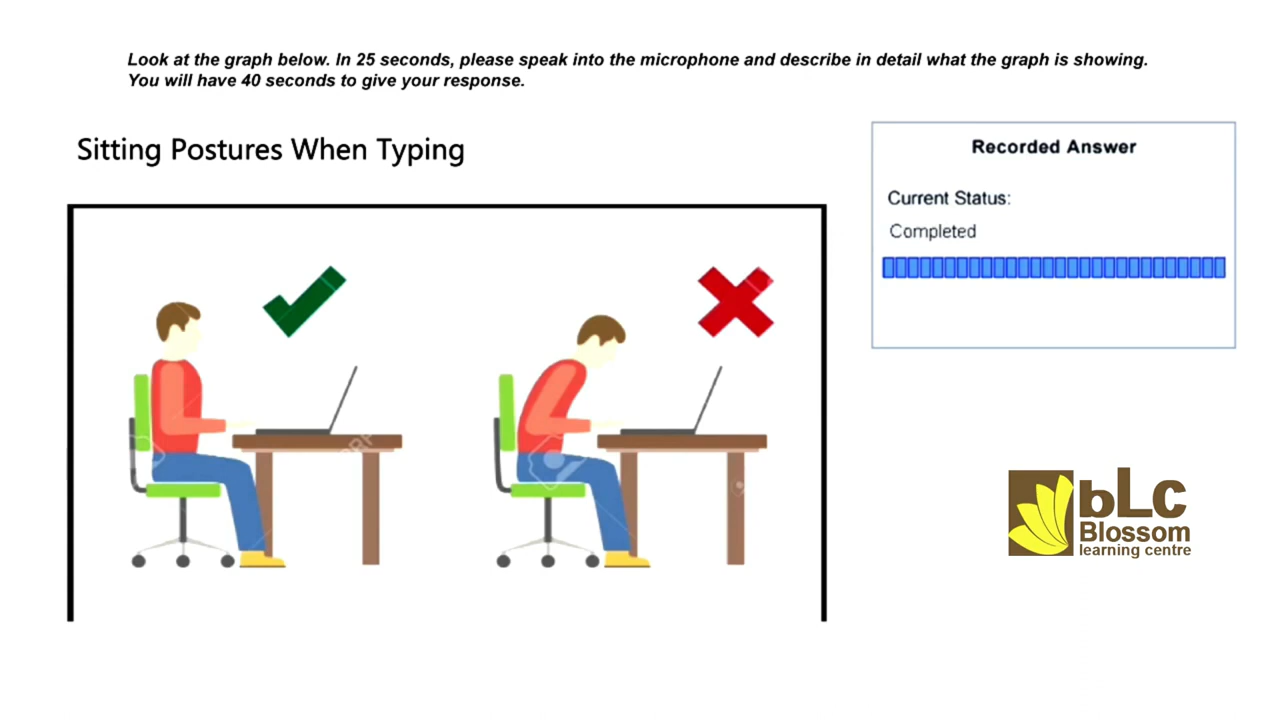 Look at the graph below. In 25 seconds, please speak into the microphone and describe in detail what the graph is showing.
You will have 40 seconds to give your response.
Sitting Postures When Typing
Recorded Answer
Current Status:
Completed
bLc
Blossom
learning centre